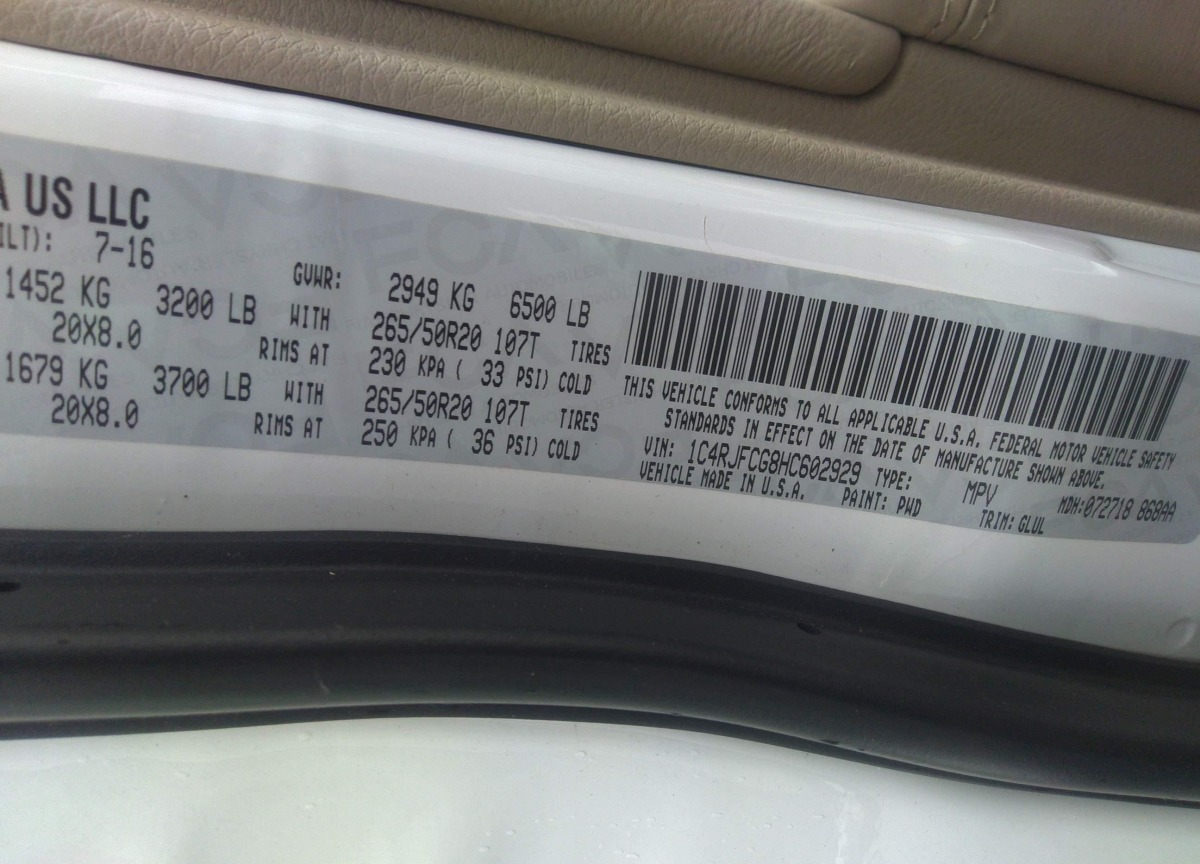 A US LLC
ILT): 7-16
GVWR: 2949 KG 6500 LB
1452 KG 3200 LB WITH 265/50R20 107T TIRES
20X8.0 RIMS AT 230 KPA ( 33 PSI) COLD
1679 KG 3700 LB WITH 265/50R20 107T TIRES
20X8.0 RIMS AT 250 KPA ( 36 PSI) COLD
THIS VEHICLE CONFORMS TO ALL APPLICABLE U.S.A. FEDERAL MOTOR VEHICLE SAFETY
STANDARDS IN EFFECT ON THE DATE OF MANUFACTURE SHOWN ABOVE.
VIN: 1C4RJFCG8HC602929 TYPE: MPV MDH:072718 868AA
VEHICLE MADE IN U.S.A. PAINT: PWD TRIM: GLUL